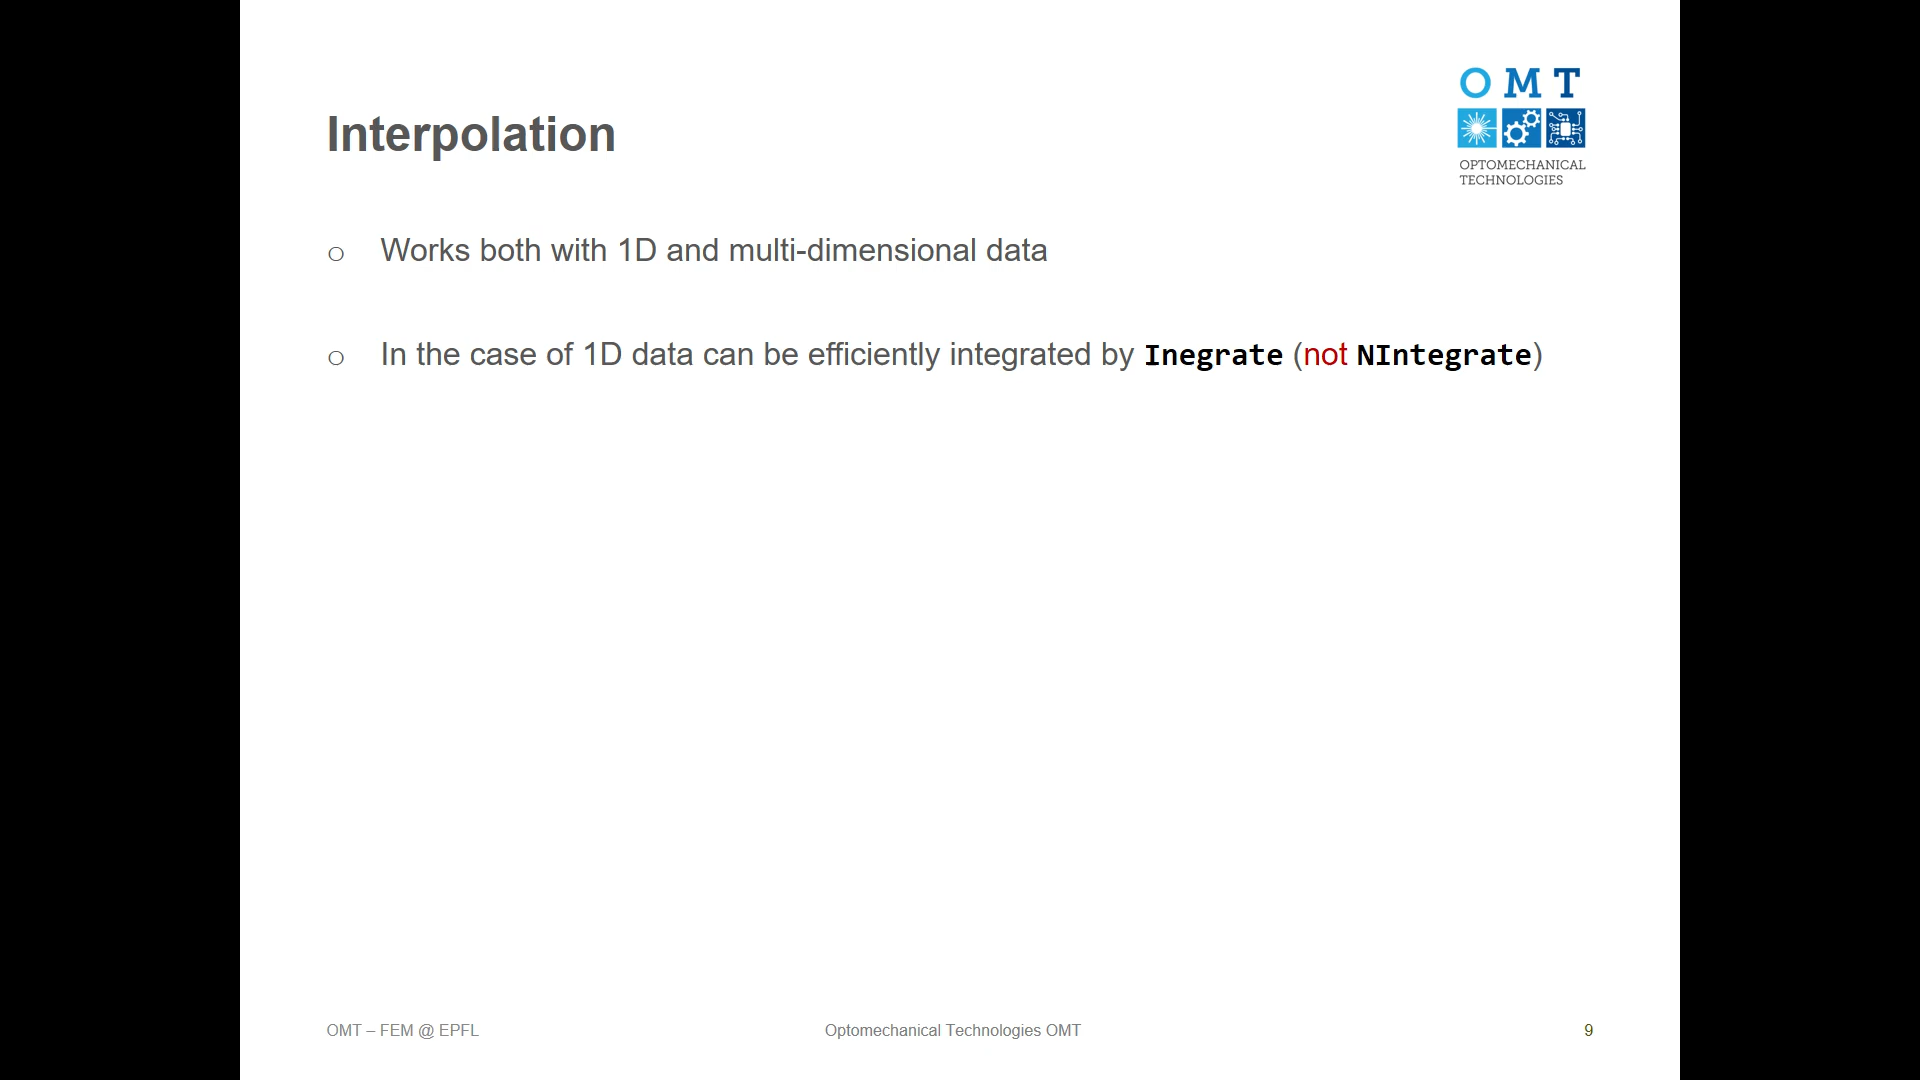 O M T
OPTOMECHANICAL
TECHNOLOGIES
Interpolation
Works both with 1D and multi-dimensional data
In the case of 1D data can be efficiently integrated by Inegrate (not NIntegrate)
OMT – FEM @ EPFL
Optomechanical Technologies OMT
9